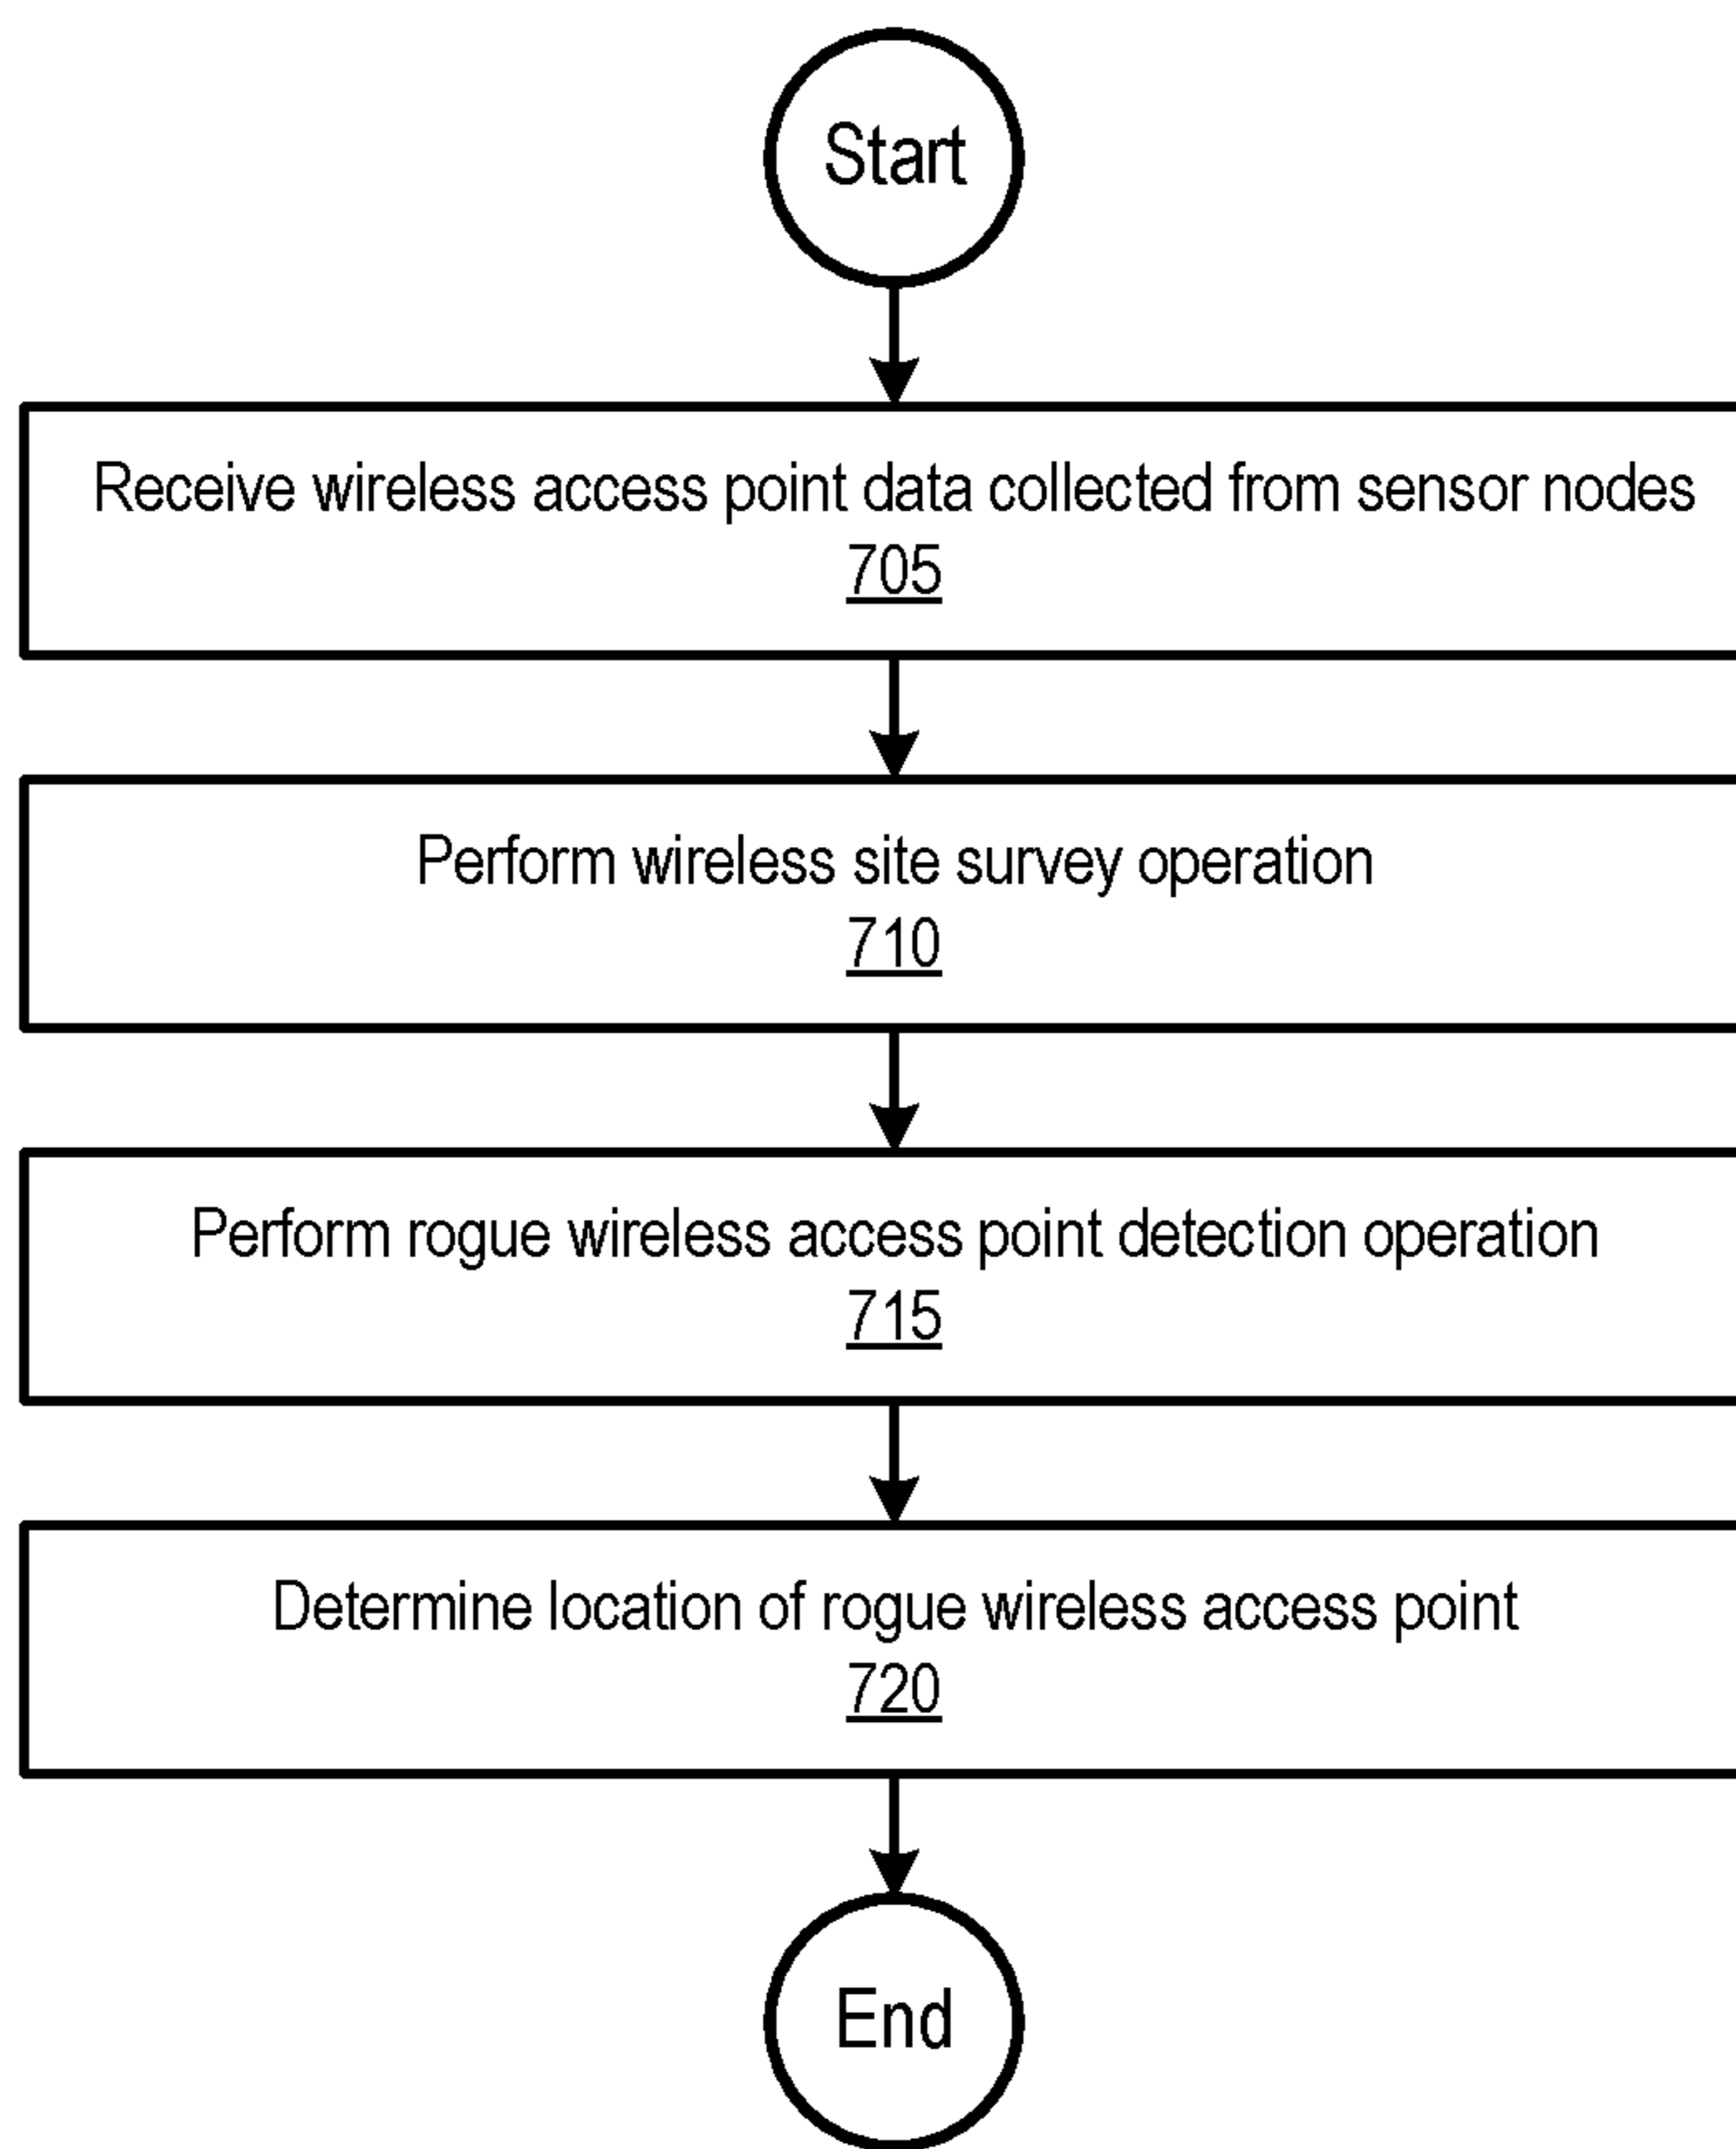 Start
Receive wireless access point data collected from sensor nodes
705
Perform wireless site survey operation
710
Perform rogue wireless access point detection operation
715
Determine location of rogue wireless access point
720
End